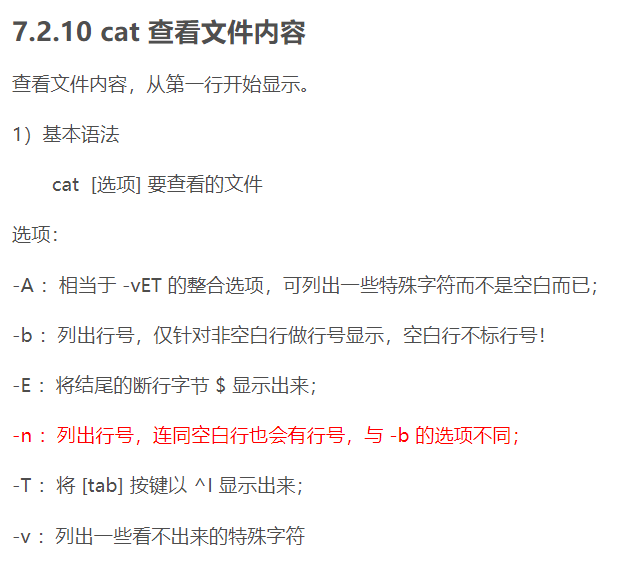 7.2.10 cat 查看文件内容
查看文件内容，从第一行开始显示。
1）基本语法
cat [选项] 要查看的文件
选项：
-A ：相当于 -vET 的整合选项，可列出一些特殊字符而不是空白而已；
-b ：列出行号，仅针对非空白行做行号显示，空白行不标行号！
-E ：将结尾的断行字节 $ 显示出来；
-n ：列出行号，连同空白行也会有行号，与 -b 的选项不同；
-T ：将 [tab] 按键以 ^I 显示出来；
-v ：列出一些看不出来的特殊字符